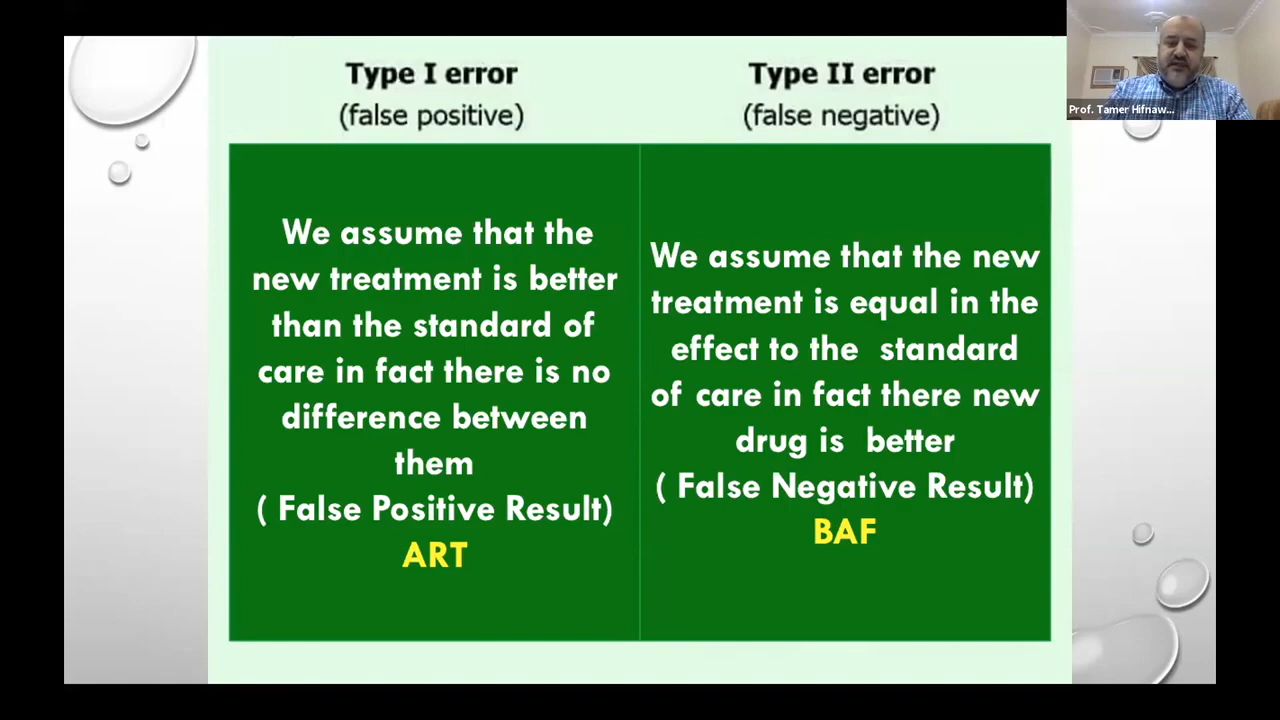 Type I error
(false positive)
We assume that the
new treatment is better
than the standard of
care in fact there is no
difference between
them
( False Positive Result)
ART
Type II error
(false negative)
We assume that the new
treatment is equal in the
effect to the standard
of care in fact there new
drug is better
( False Negative Result)
BAF
Prof. Tamer Hifnaw...